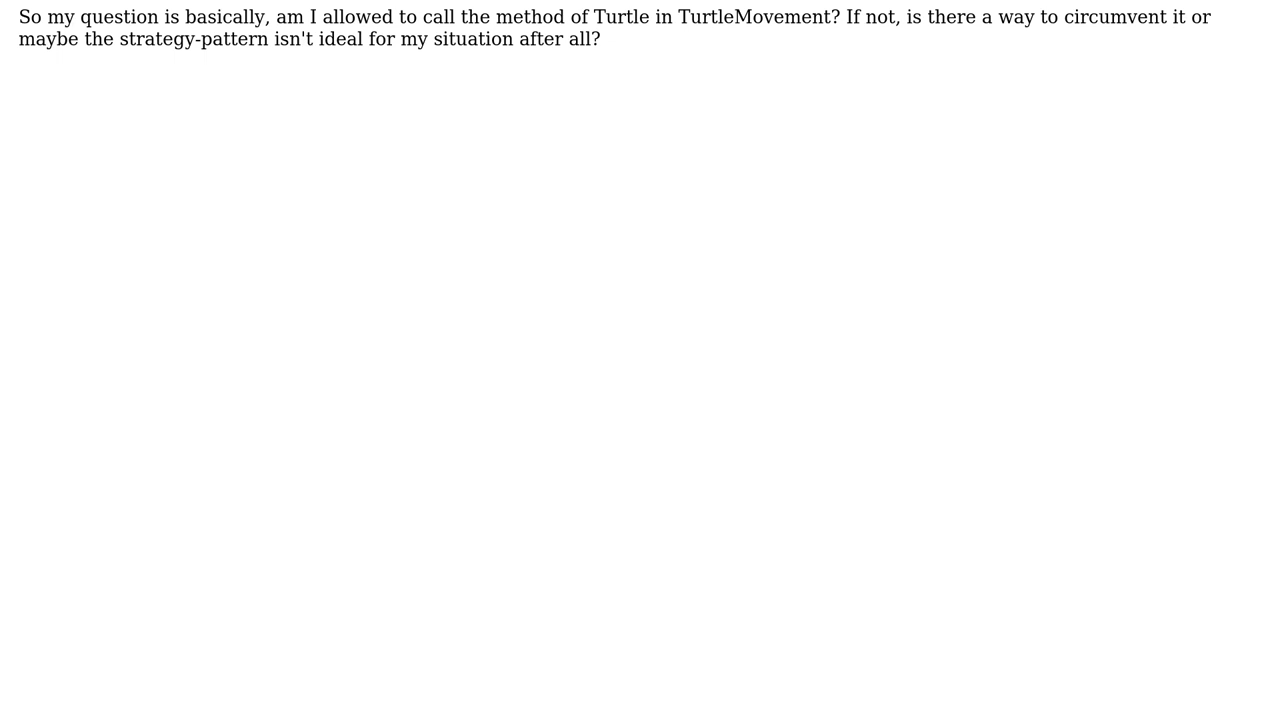 So my question is basically, am I allowed to call the method of Turtle in TurtleMovement? If not, is there a way to circumvent it or
maybe the strategy-pattern isn't ideal for my situation after all?